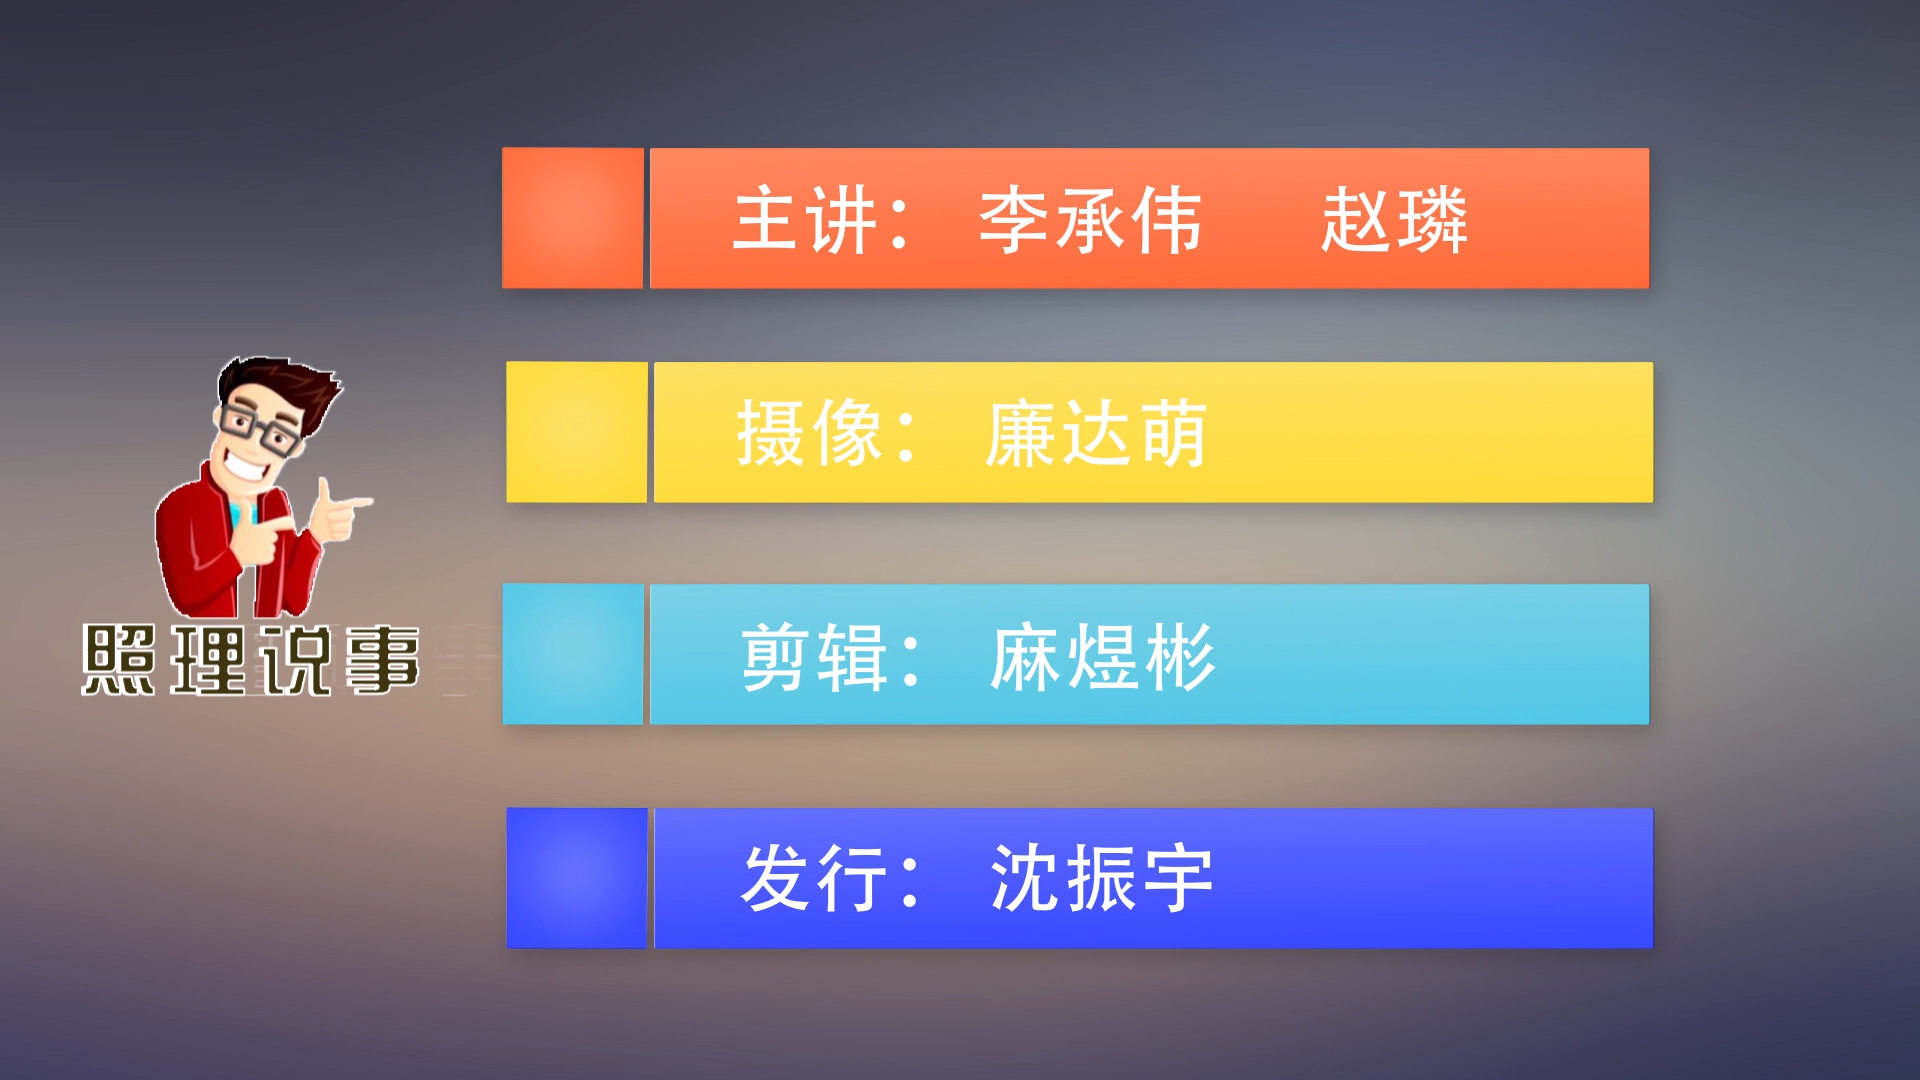 主讲： 李承伟 赵璘
摄像： 廉达萌
照理说事
剪辑： 麻煜彬
发行： 沈振宇